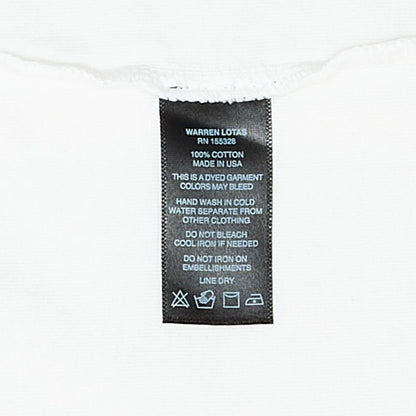 WARREN LOTAS
RN 155328
100% COTTON
MADE IN USA
THIS IS A DYED GARMENT
COLORS MAY BLEED
HAND WASH IN COLD
WATER SEPARATE FROM
OTHER CLOTHING
DO NOT BLEACH
COOL IRON IF NEEDED
DO NOT IRON ON
EMBELLISHMENTS
LINE DRY